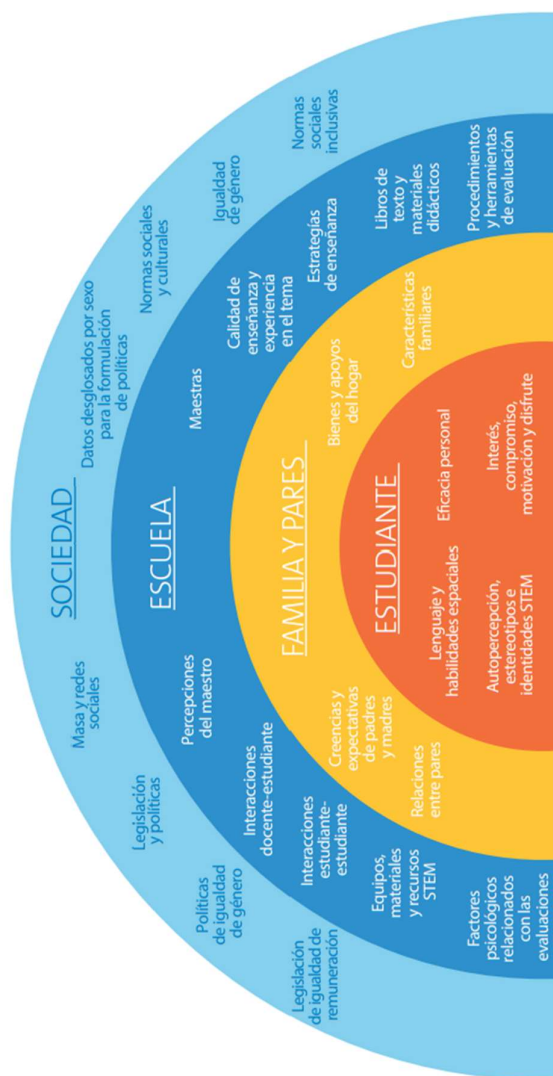 SOCIEDAD
Masa y redes
sociales
Datos desglosados por sexo
para la formulación
de políticas
Legislación
y políticas
Normas sociales
y culturales
Políticas
de igualdad
de género
Igualdad
de género
Legislación
de igualdad de
remuneración
Normas
sociales
inclusivas
ESCUELA
Percepciones
del maestro
Maestras
Interacciones
docente-estudiante
Calidad de
enseñanza y
experiencia
en el tema
Interacciones
estudiante-
estudiante
Estrategías
de enseñanza
Equipos,
materiales
y recursos
STEM
Libros de
texto y
materiales
didácticos
Factores
psicológicos
relacionados
con las
evaluaciones
Procedimientos
y herramientas
de evaluación
FAMILIA Y PARES
Creencias y
expectativas
de padres
y madres
Bienes y apoyos
del hogar
Relaciones
entre pares
Características
familiares
ESTUDIANTE
Lenguaje y
habilidades espaciales
Eficacia personal
Autopercepción,
estereotipos e
identidades STEM
Interés,
compromiso,
motivación y disfrute